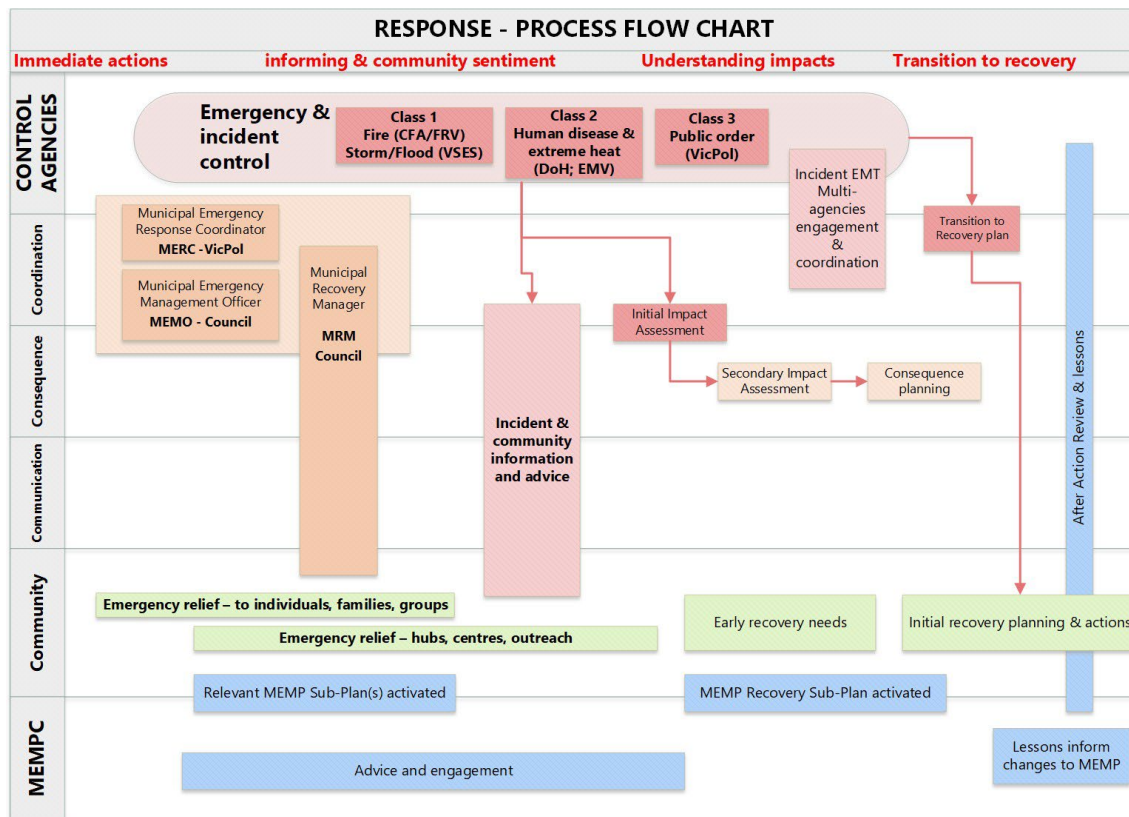 RESPONSE - PROCESS FLOW CHART
Immediate actions
informing & community sentiment
Understanding impacts
Transition to recovery
CONTROL
AGENCIES
Emergency &
incident
control
Class 1
Fire (CFA/FRV)
Storm/Flood (VSES)
Class 2
Human disease &
extreme heat
(DoH; EMV)
Class 3
Public order
(VicPol)
Incident EMT
Multi-
agencies
engagement
&
coordination
Transition to
Recovery plan
Coordination
Municipal Emergency
Response Coordinator
MERC -VicPol
Municipal Emergency
Management Officer
MEMO - Council
Municipal
Recovery
Manager
MRM
Council
Initial Impact
Assessment
Consequence
Secondary Impact
Assessment
Consequence
planning
Incident &
community
information
and advice
After Action Review & lessons
Communication
Community
Emergency relief – to individuals, families, groups
Emergency relief – hubs, centres, outreach
Early recovery needs
Initial recovery planning & actions
Relevant MEMP Sub-Plan(s) activated
MEMP Recovery Sub-Plan activated
MEMPC
Advice and engagement
Lessons inform
changes to MEMP